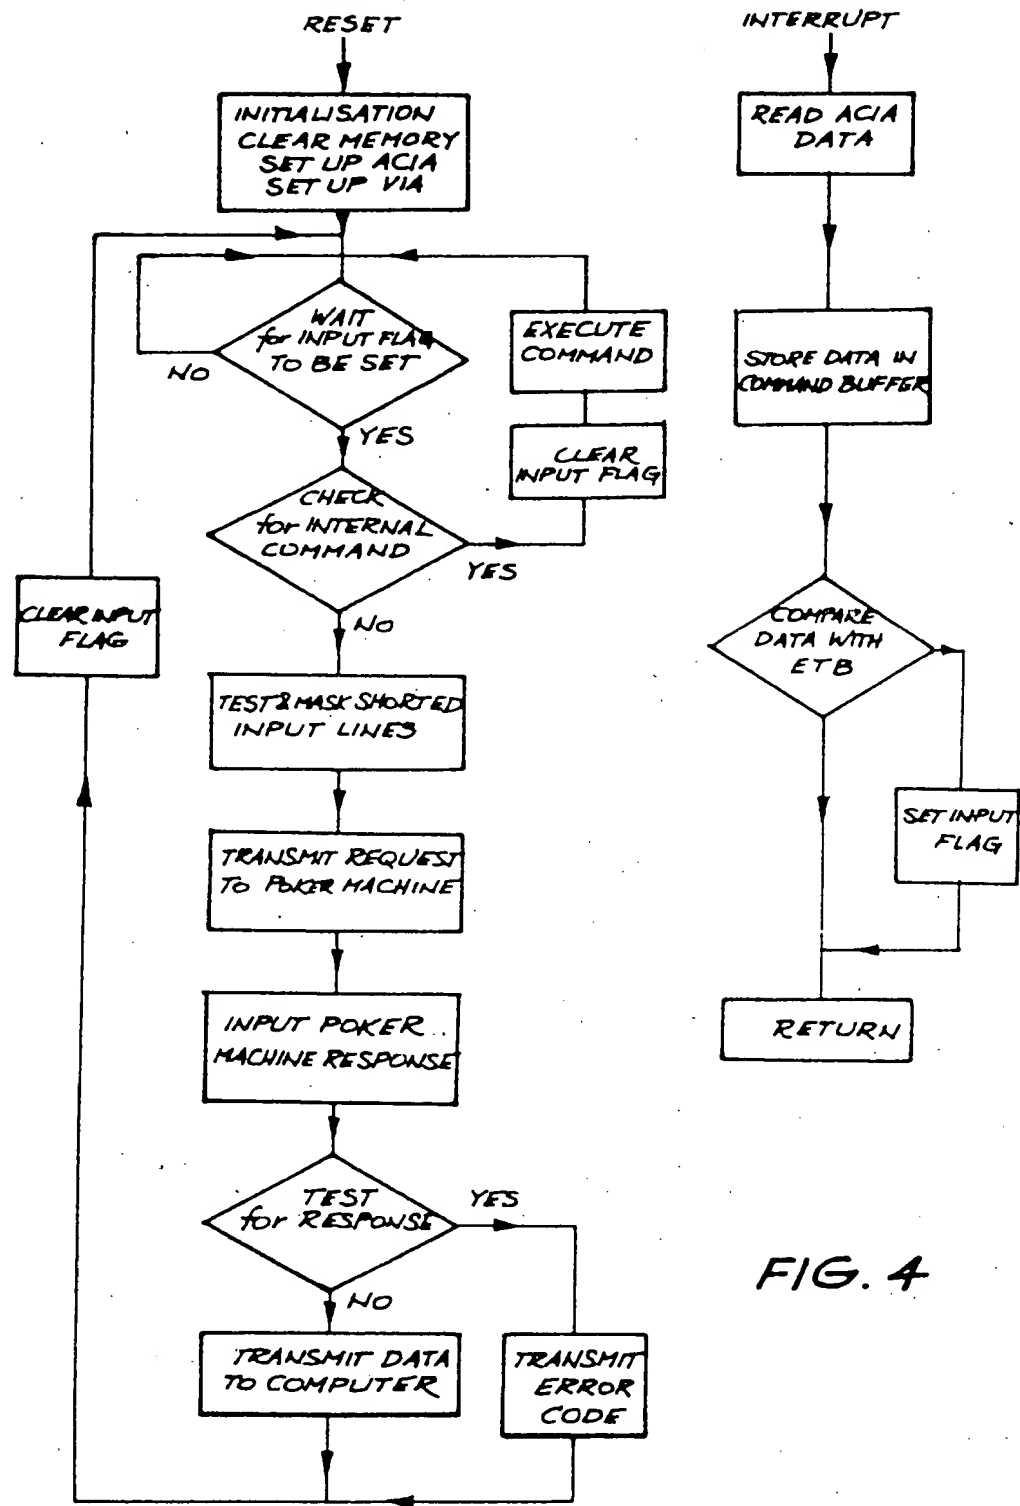 RESET
INITIALISATION
CLEAR MEMORY
SET UP ACIA
SET UP VIA
WAIT
for INPUT FLAG
TO BE SET
NO
YES
EXECUTE
COMMAND
CLEAR
INPUT FLAG
CHECK
for INTERNAL
COMMAND
YES
NO
CLEAR INPUT
FLAG
TEST & MASK SHORTED
INPUT LINES
TRANSMIT REQUEST
TO POKER MACHINE
INPUT POKER
MACHINE RESPONSE
TEST
for RESPONSE
YES
NO
TRANSMIT DATA
TO COMPUTER
TRANSMIT
ERROR
CODE
INTERRUPT
READ ACIA
DATA
STORE DATA IN
COMMAND BUFFER
COMPARE
DATA WITH
ETB
SET INPUT
FLAG
RETURN
FIG. 4